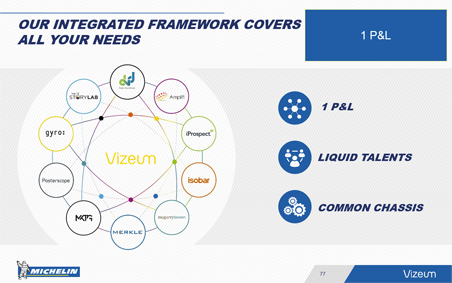 OUR INTEGRATED FRAMEWORK COVERS
ALL YOUR NEEDS
1 P&L
THE STORYLAB
Amplifi
gyro:
iProspect
Vizeum
1 P&L
Posterscope
isobar
LIQUID TALENTS
MKTG
MERKLE
COMMON CHASSIS
MICHELIN
77
Vizeum